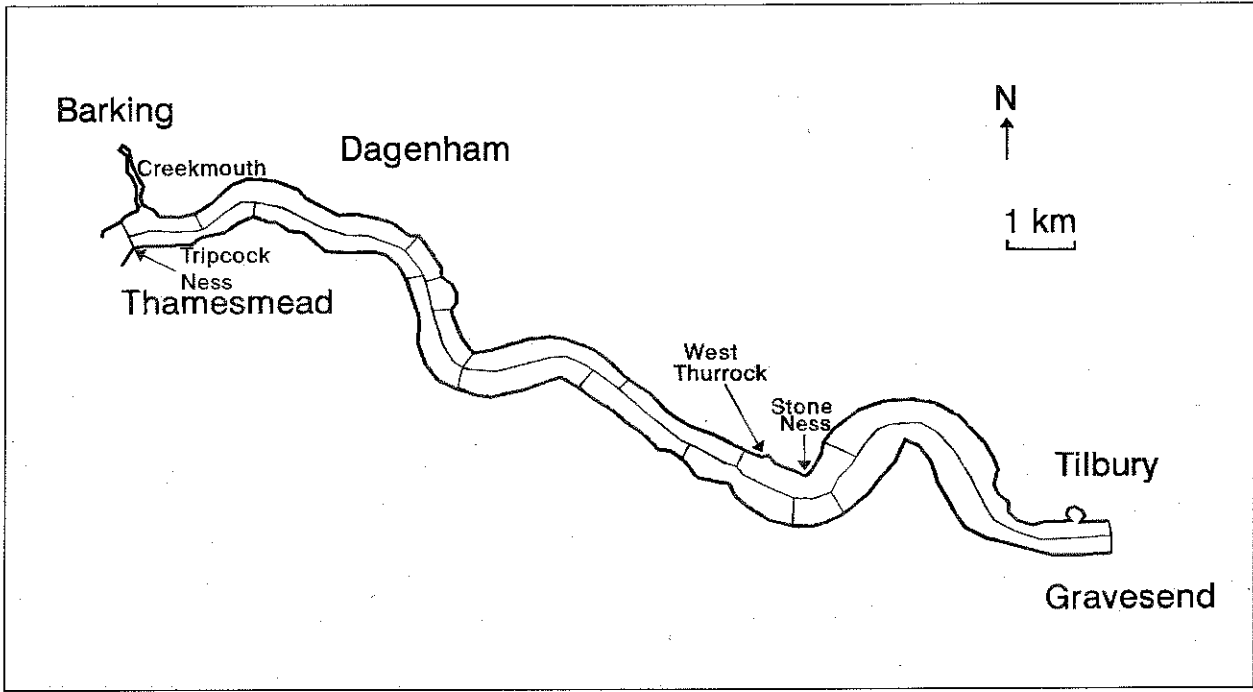 Barking
Creekmouth
Dagenham
N
1 km
Tripcock
Ness
Thamesmead
West
Thurrock
Stone
Ness
Tilbury
Gravesend